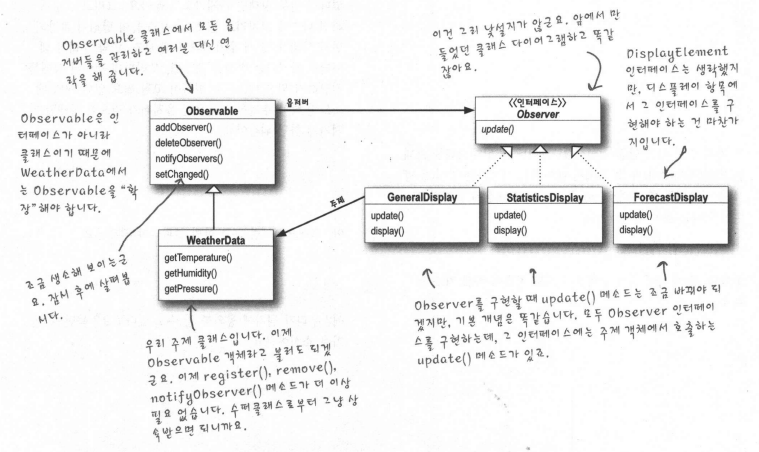 Observable 클래스에서 모든 옵
저버들을 관리하고 여러분 대신 연
락을 해 줍니다.
이건 그리 낯설지가 않군요. 앞에서 만
들었던 클래스 다이어그램하고 똑같
잖아요.
DisplayElement
인터페이스는 생략했지
만, 디스플레이 항목에
서 그 인터페이스를 구
현해야 하는 건 마찬가
지입니다.
Observable은 인
터페이스가 아니라
클래스이기 때문에
WeatherData에서
는 Observable을 “확
장”해야 합니다.
Observable
addObserver()
deleteObserver()
notifyObservers()
setChanged()
옵저버
<<인터페이스>>
Observer
update()
주제
GeneralDisplay
update()
display()
StatisticsDisplay
update()
display()
ForecastDisplay
update()
display()
WeatherData
getTemperature()
getHumidity()
getPressure()
조금 생소해 보이는군
요. 잠시 후에 살펴봅
시다.
우리 주제 클래스입니다. 이제
Observable 객체라고 불러도 되겠
군요. 이제 register(), remove(),
notifyObserver() 메소드가 더 이상
필요 없습니다. 수퍼클래스로부터 그냥 상
속받으면 되니까요.
Observer를 구현할 때 update() 메소드는 조금 바꿔야 되
겠지만, 기본 개념은 똑같습니다. 모두 Observer 인터페이
스를 구현하는데, 그 인터페이스에는 주제 객체에서 호출하는
update() 메소드가 있죠.